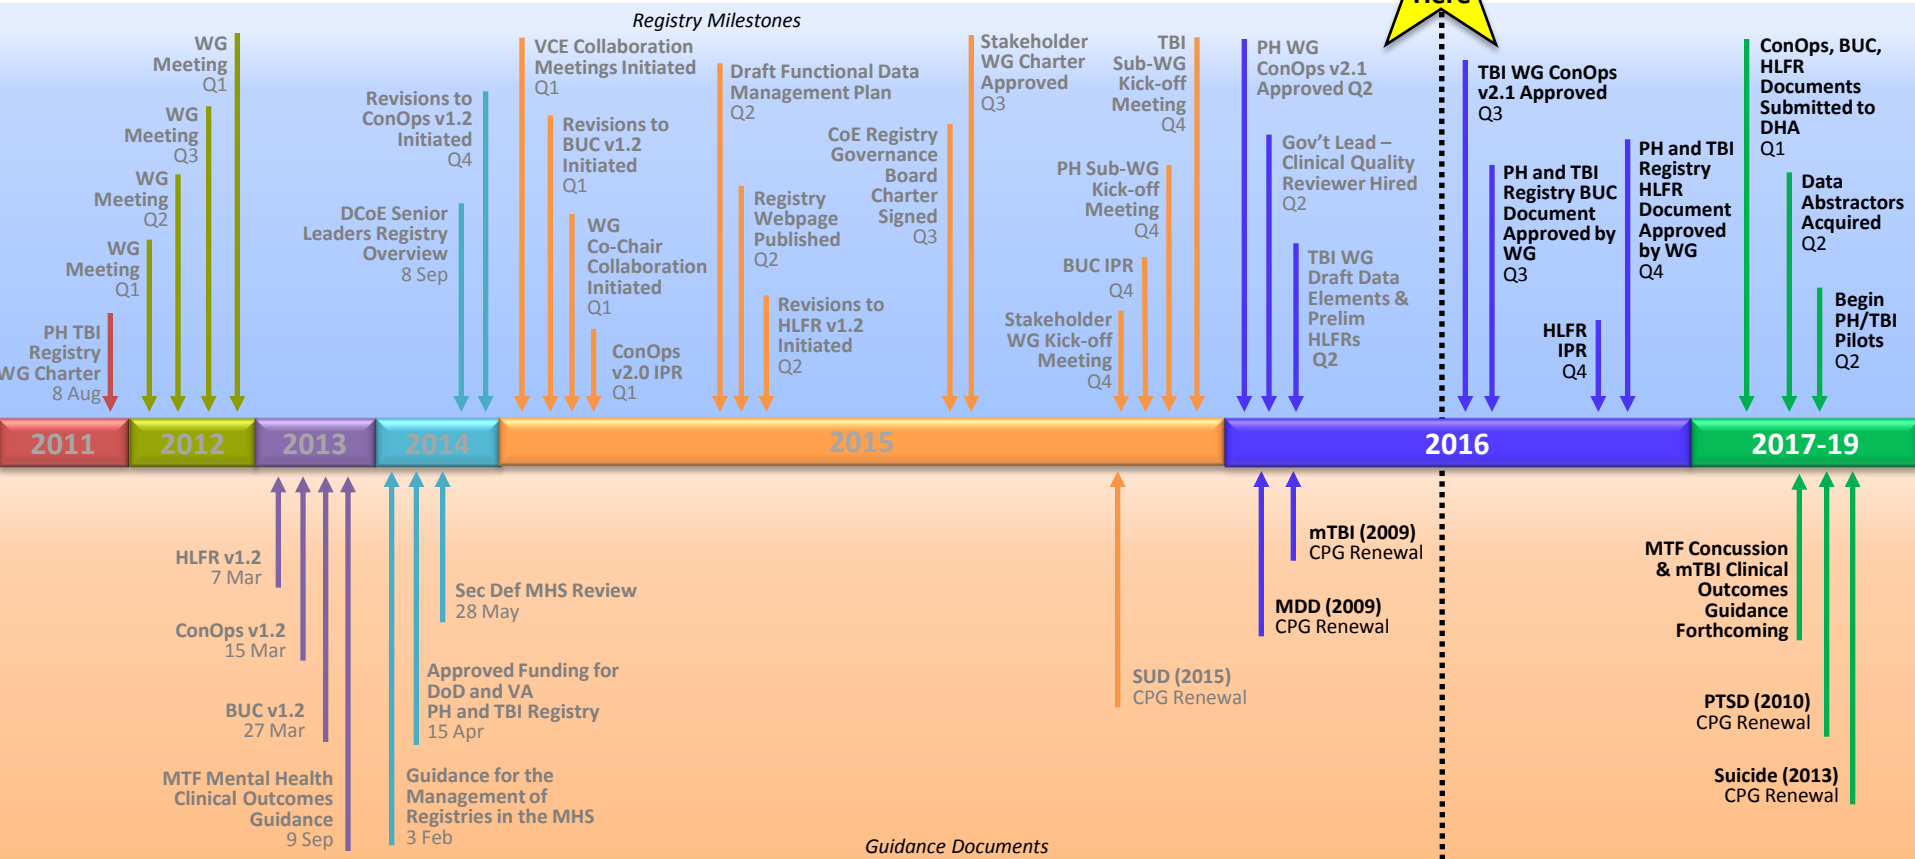 Here
Registry Milestones
WG
Meeting
Q1
WG
Meeting
Q3
WG
Meeting
Q2
WG
Meeting
Q1
PH TBI
Registry
WG Charter
8 Aug
Revisions to
ConOps v1.2
Initiated
Q4
DCoE Senior
Leaders Registry
Overview
8 Sep
VCE Collaboration
Meetings Initiated
Q1
Revisions to
BUC v1.2
Initiated
Q1
WG
Co-Chair
Collaboration
Initiated
Q1
ConOps
v2.0 IPR
Q1
Draft Functional Data
Management Plan
Q2
Registry
Webpage
Published
Q2
Revisions to
HLFR v1.2
Initiated
Q2
CoE Registry
Governance
Board
Charter
Signed
Q3
Stakeholder
WG Charter
Approved
Q3
TBI
Sub-WG
Kick-off
Meeting
Q4
PH Sub-WG
Kick-off
Meeting
Q4
BUC IPR
Q4
Stakeholder
WG Kick-off
Meeting
Q4
PH WG
ConOps v2.1
Approved Q2
Gov't Lead –
Clinical Quality
Reviewer Hired
Q2
TBI WG
Draft Data
Elements &
Prelim
HLFRs
Q2
TBI WG ConOps
v2.1 Approved
Q3
PH and TBI
Registry BUC
Document
Approved by
WG
Q3
HLFR
IPR
Q4
PH and TBI
Registry
HLFR
Document
Approved
by WG
Q4
ConOps, BUC,
HLFR
Documents
Submitted to
DHA
Q1
Data
Abstractors
Acquired
Q2
Begin
PH/TBI
Pilots
Q2
2011
2012
2013
2014
2015
2016
2017-19
HLFR v1.2
7 Mar
ConOps v1.2
15 Mar
BUC v1.2
27 Mar
MTF Mental Health
Clinical Outcomes
Guidance
9 Sep
Sec Def MHS Review
28 May
Approved Funding for
DoD and VA
PH and TBI Registry
15 Apr
Guidance for the
Management of
Registries in the MHS
3 Feb
SUD (2015)
CPG Renewal
mTBI (2009)
CPG Renewal
MDD (2009)
CPG Renewal
MTF Concussion
& mTBI Clinical
Outcomes
Guidance
Forthcoming
PTSD (2010)
CPG Renewal
Suicide (2013)
CPG Renewal
Guidance Documents